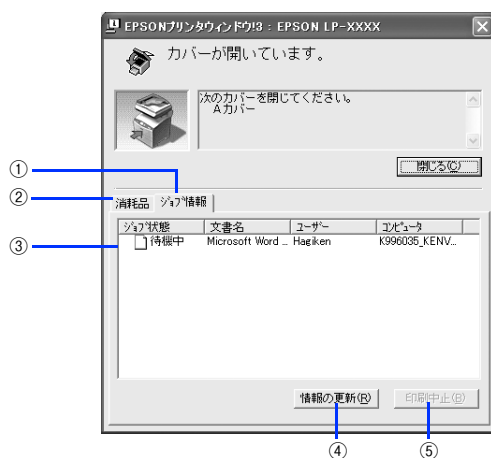 EPSONプリンタウィンドウ!3 : EPSON LP-XXXX
カバーが開いています。
次のカバーを閉じてください。
Aカバー
閉じる(C)
①
②
消耗品 ジョブ情報
ジョブ状態 文書名 ユーザー コンピュータ
③
待機中 Microsoft Word ... Hagiken K996035_KENV...
情報の更新(R) 印刷中止(B)
④ ⑤